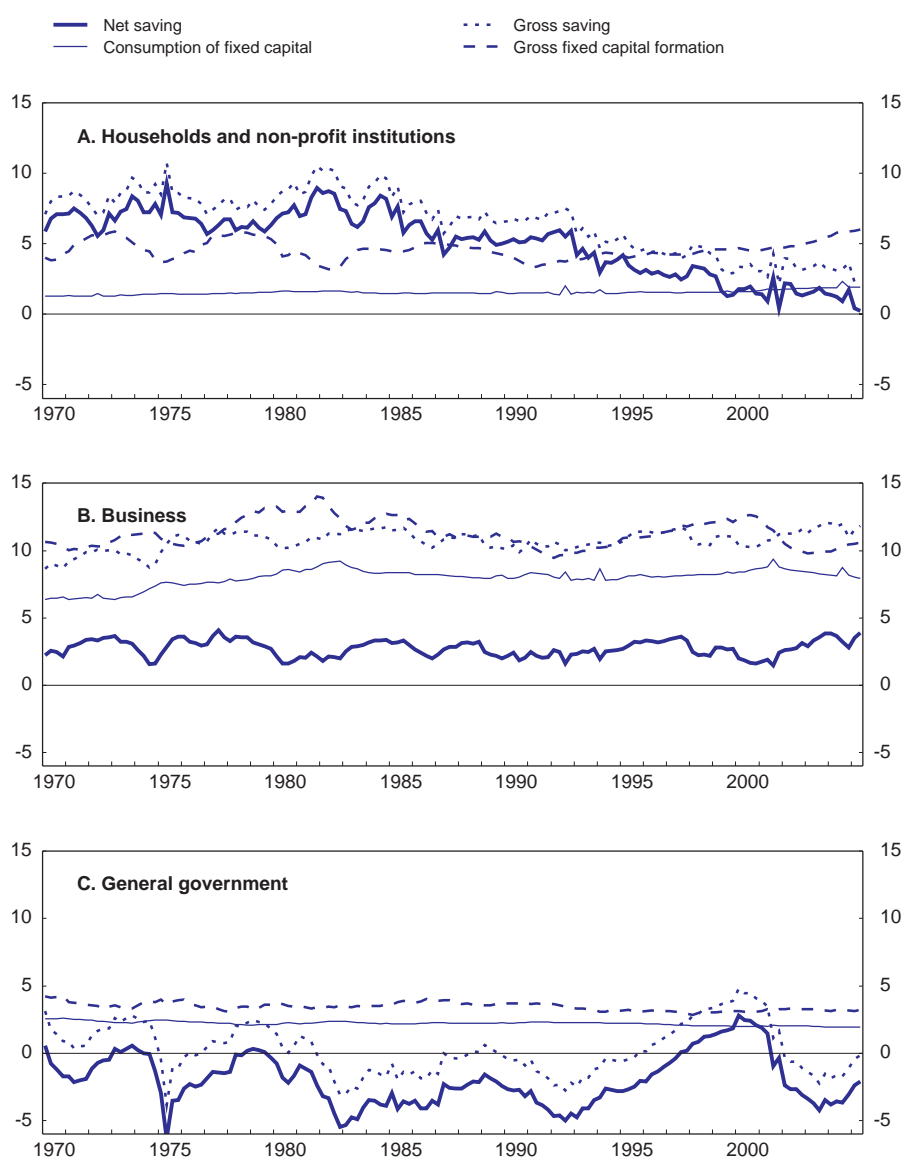 Net saving
Gross saving
Consumption of fixed capital
Gross fixed capital formation
15 15
A. Households and non-profit institutions
10 10
5 5
0 0
-5 -5
1970 1975 1980 1985 1990 1995 2000
15 15
B. Business
10 10
5 5
0 0
-5 -5
1970 1975 1980 1985 1990 1995 2000
15 15
C. General government
10 10
5 5
0 0
-5 -5
1970 1975 1980 1985 1990 1995 2000